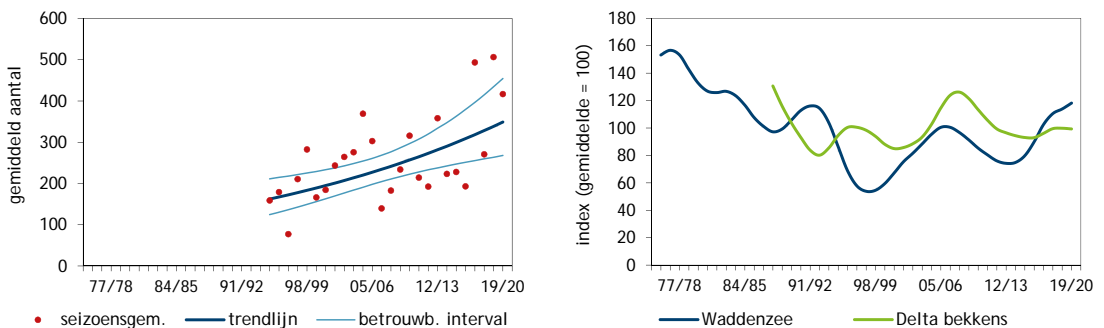 gemiddeld aantal
600
500
400
300
200
100
0
77/78 84/85 91/92 98/99 05/06 12/13 19/20
seizoensgem. trendlijn betrouwb. interval
index (gemiddelde = 100)
180
160
140
120
100
80
60
40
20
0
77/78 84/85 91/92 98/99 05/06 12/13 19/20
Waddenzee Delta bekkens